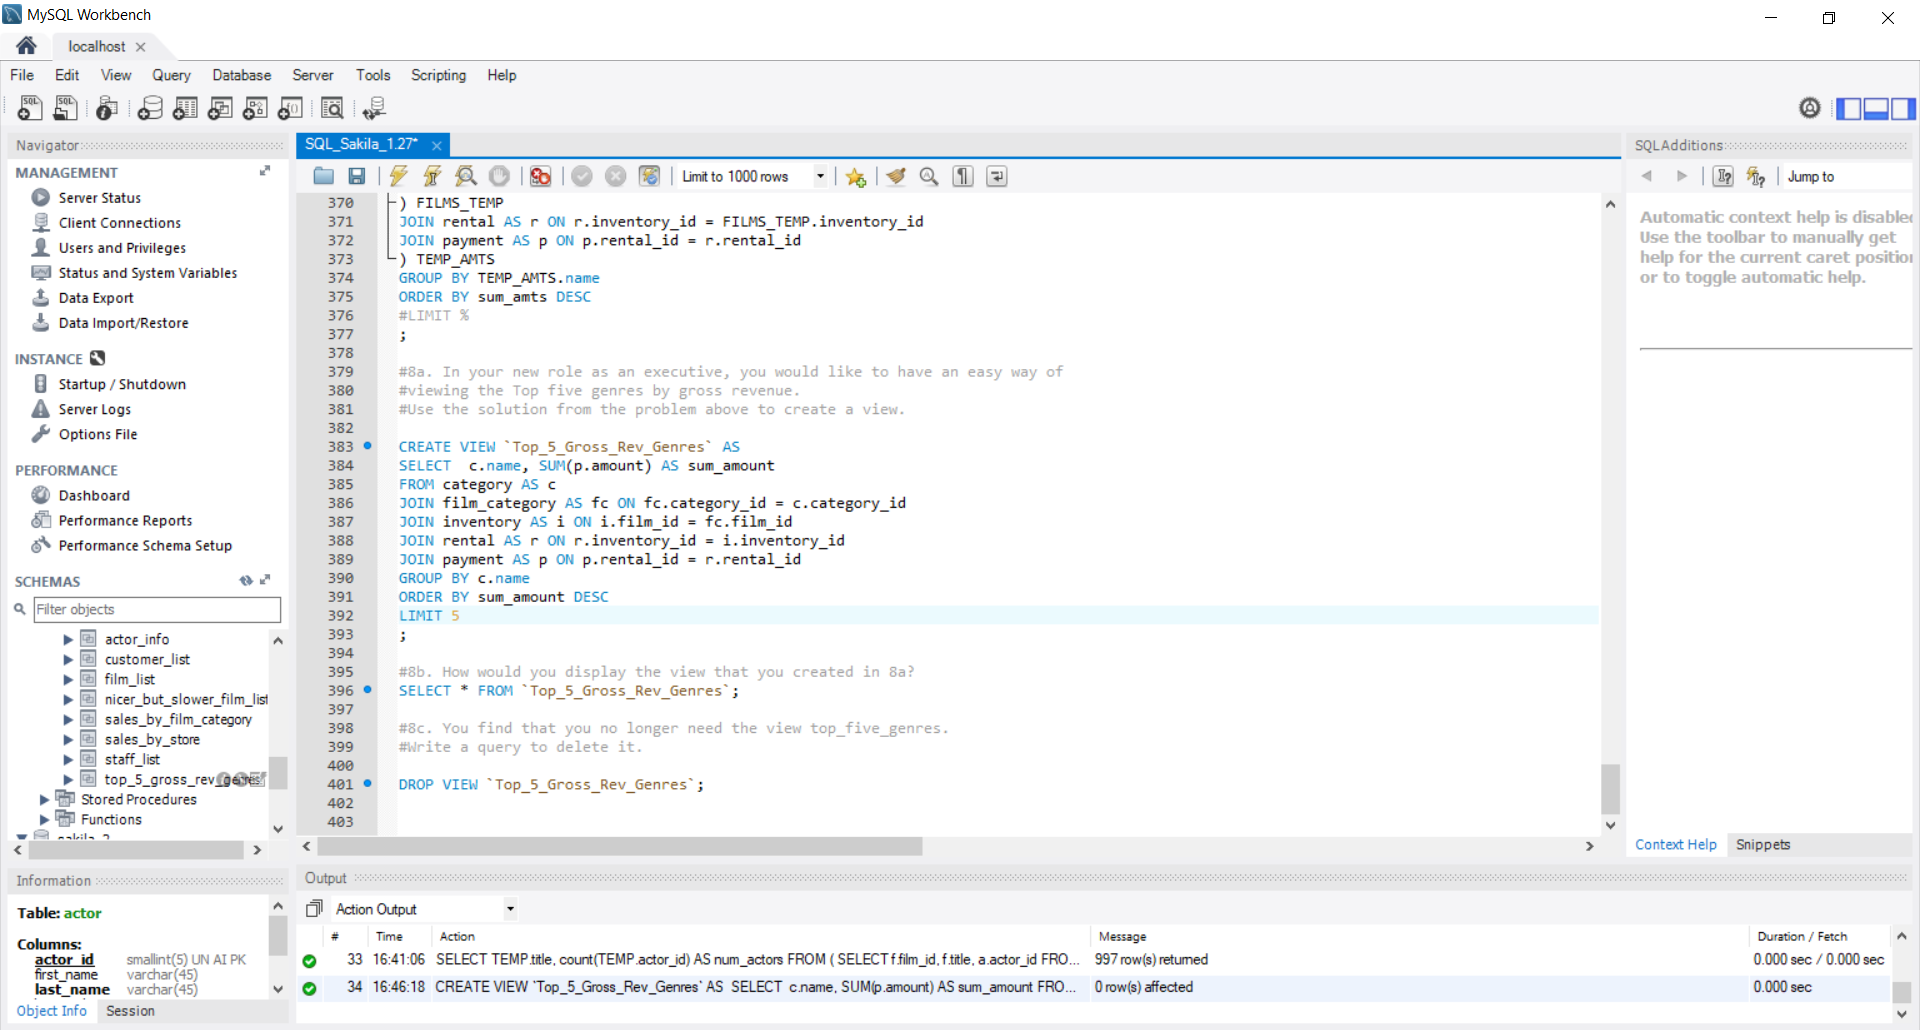 MySQL Workbench
localhost
File Edit View Query Database Server Tools Scripting Help
Navigator
MANAGEMENT
Server Status
Client Connections
Users and Privileges
Status and System Variables
Data Export
Data Import/Restore
INSTANCE
Startup / Shutdown
Server Logs
Options File
PERFORMANCE
Dashboard
Performance Reports
Performance Schema Setup
SCHEMAS
Filter objects
actor_info
customer_list
film_list
nicer_but_slower_film_list
sales_by_film_category
sales_by_store
staff_list
top_5_gross_rev_genres
Stored Procedures
Functions
sakila_2
Information
Table: actor
Columns:
actor_id smallint(5) UN AI PK
first_name varchar(45)
last_name varchar(45)
Object Info Session
SQL_Sakila_1.27*
Limit to 1000 rows
370 ) FILMS_TEMP
371 JOIN rental AS r ON r.inventory_id = FILMS_TEMP.inventory_id
372 JOIN payment AS p ON p.rental_id = r.rental_id
373 ) TEMP_AMTS
374 GROUP BY TEMP_AMTS.name
375 ORDER BY sum_amts DESC
376 #LIMIT %
377 ;
378
379 #8a. In your new role as an executive, you would like to have an easy way of
380 #viewing the Top five genres by gross revenue.
381 #Use the solution from the problem above to create a view.
382
383 CREATE VIEW `Top_5_Gross_Rev_Genres` AS
384 SELECT c.name, SUM(p.amount) AS sum_amount
385 FROM category AS c
386 JOIN film_category AS fc ON fc.category_id = c.category_id
387 JOIN inventory AS i ON i.film_id = fc.film_id
388 JOIN rental AS r ON r.inventory_id = i.inventory_id
389 JOIN payment AS p ON p.rental_id = r.rental_id
390 GROUP BY c.name
391 ORDER BY sum_amount DESC
392 LIMIT 5
393 ;
394
395 #8b. How would you display the view that you created in 8a?
396 SELECT * FROM `Top_5_Gross_Rev_Genres`;
397
398 #8c. You find that you no longer need the view top_five_genres.
399 #Write a query to delete it.
400
401 DROP VIEW `Top_5_Gross_Rev_Genres`;
402
403
SQLAdditions
Jump to
Automatic context help is disabled
Use the toolbar to manually get
help for the current caret position
or to toggle automatic help.
Context Help Snippets
Output
Action Output
# Time Action Message Duration / Fetch
33 16:41:06 SELECT TEMP.title, count(TEMP.actor_id) AS num_actors FROM ( SELECT f.film_id, f.title, a.actor_id FRO... 997 row(s) returned 0.000 sec / 0.000 sec
34 16:46:18 CREATE VIEW `Top_5_Gross_Rev_Genres` AS SELECT c.name, SUM(p.amount) AS sum_amount FRO... 0 row(s) affected 0.000 sec